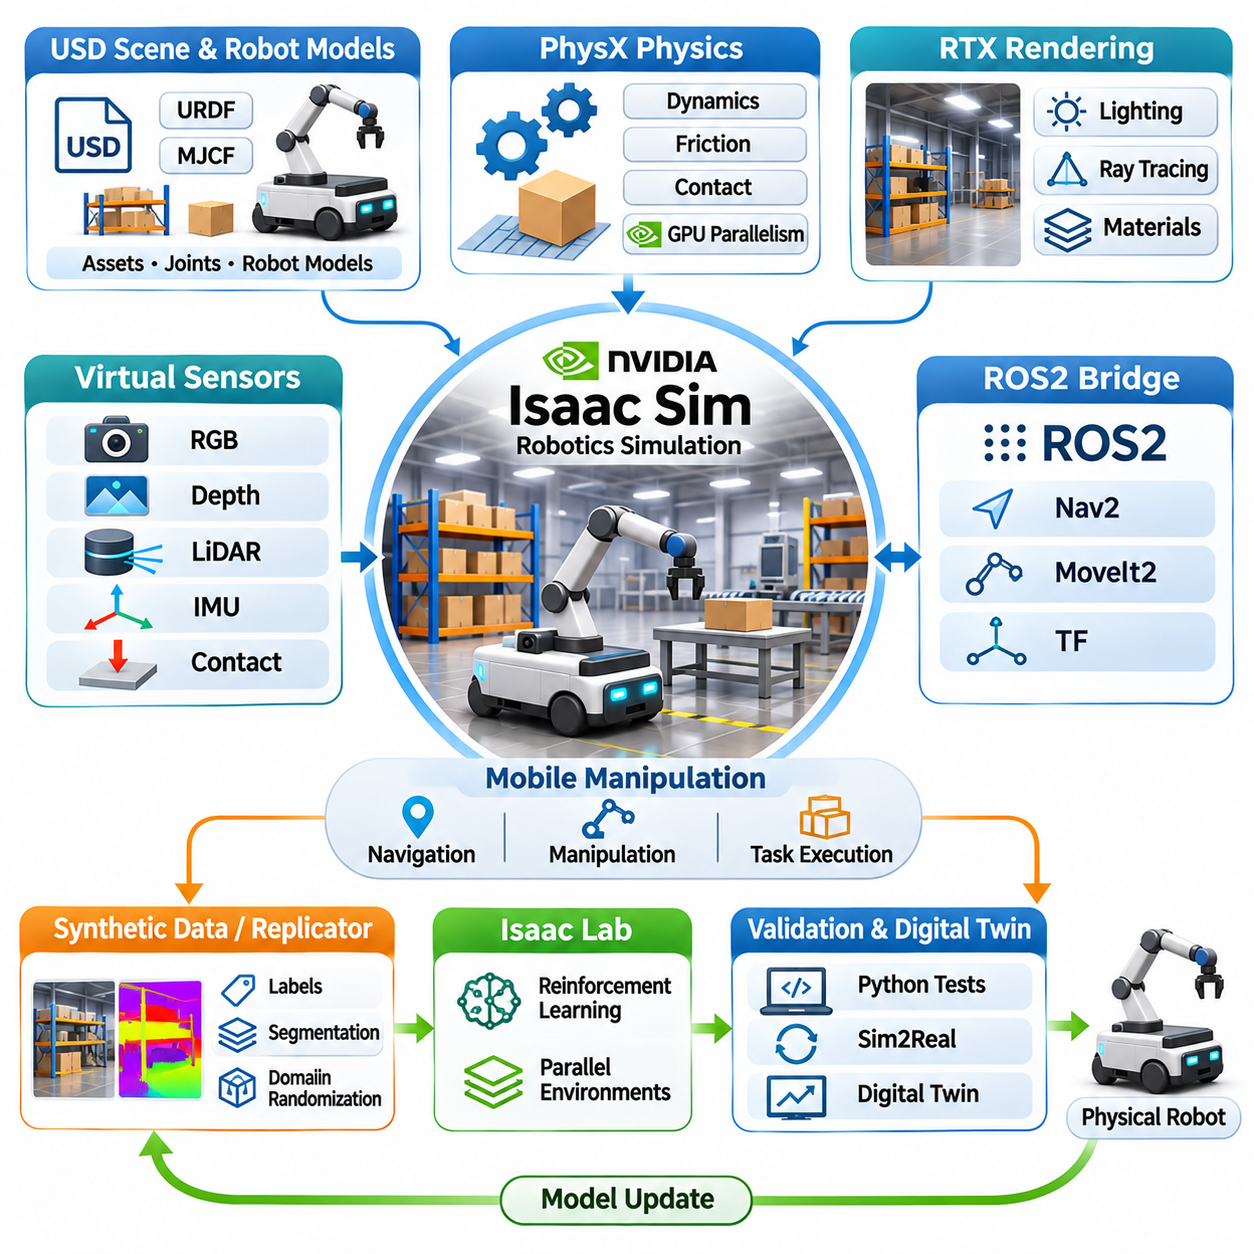 USD Scene & Robot Models
USD
URDF
MJCF
Assets • Joints • Robot Models
PhysX Physics
Dynamics
Friction
Contact
GPU Parallelism
RTX Rendering
Lighting
Ray Tracing
Materials
NVIDIA
Isaac Sim
Robotics Simulation
Virtual Sensors
RGB
Depth
LiDAR
IMU
Contact
ROS2 Bridge
ROS2
Nav2
MoveIt2
TF
Mobile Manipulation
Navigation
Manipulation
Task Execution
Synthetic Data / Replicator
Labels
Segmentation
Domaiin
Randomization
Isaac Lab
Reinforcement
Learning
Parallel
Environments
Validation & Digital Twin
</>
Python Tests
Sim2Real
Digital Twin
Physical Robot
Model Update